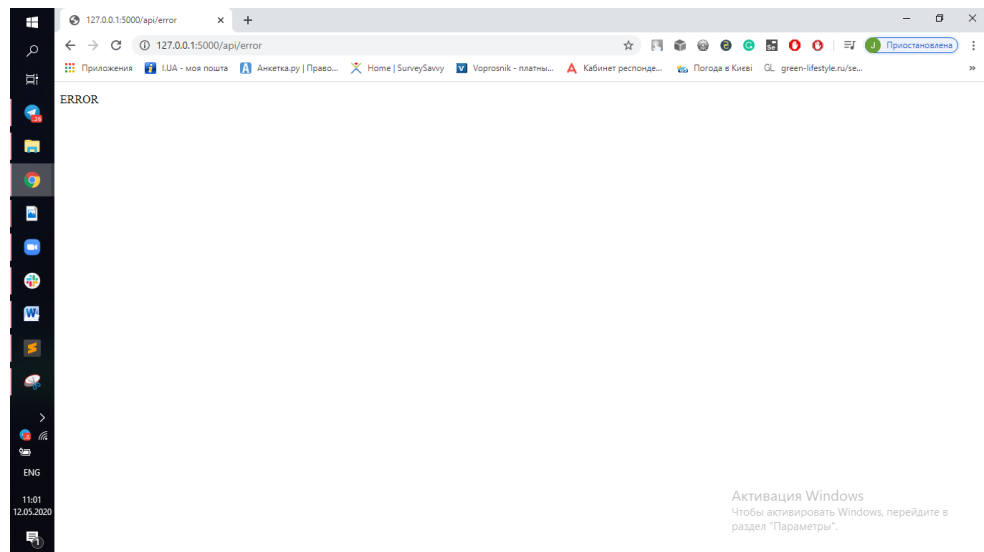 127.0.0.1:5000/api/error
127.0.0.1:5000/api/error
Приостановлена
Приложения
I.UA - моя пошта
Анкетка.ру | Право...
Home | SurveySavvy
Voprosnik - платны...
Кабинет респонде...
Погода в Києві
GL green-lifestyle.ru/se...
ERROR
ENG
11:01
12.05.2020
Активация Windows
Чтобы активировать Windows, перейдите в
раздел "Параметры".